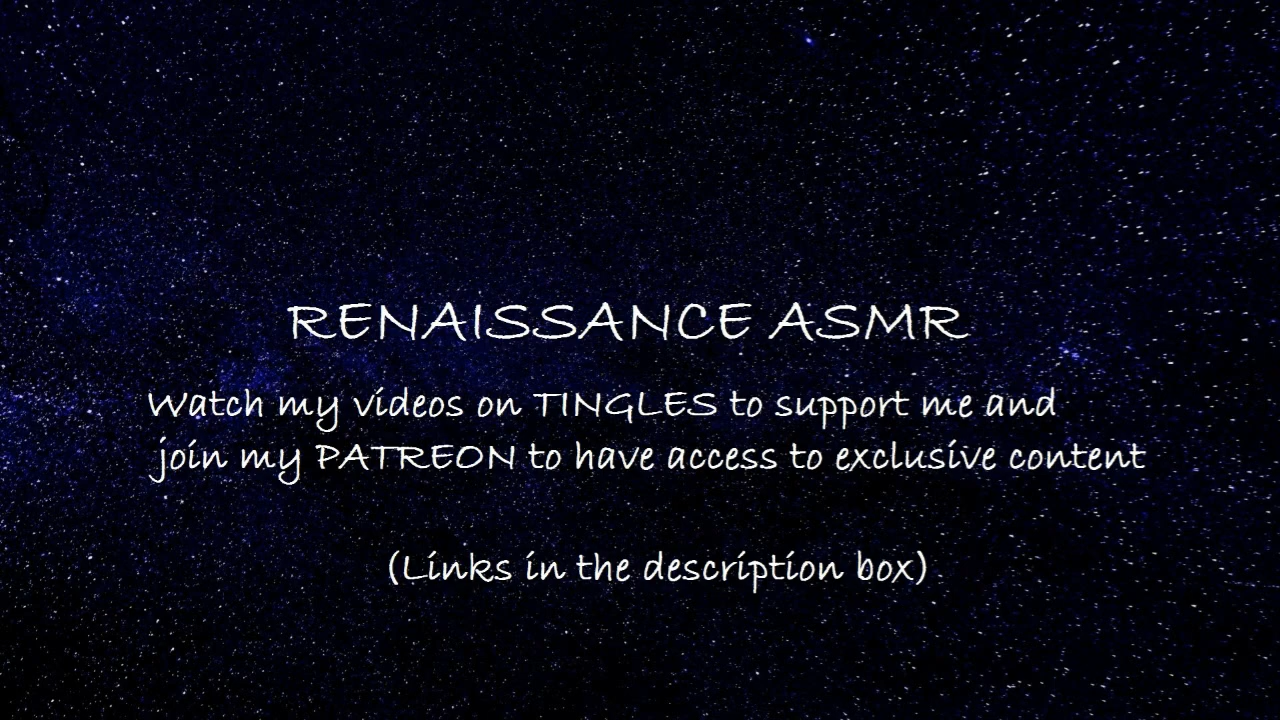 RENAISSANCE ASMR
Watch my videos on TINGLES to support me and
join my PATREON to have access to exclusive content
(Links in the description box)